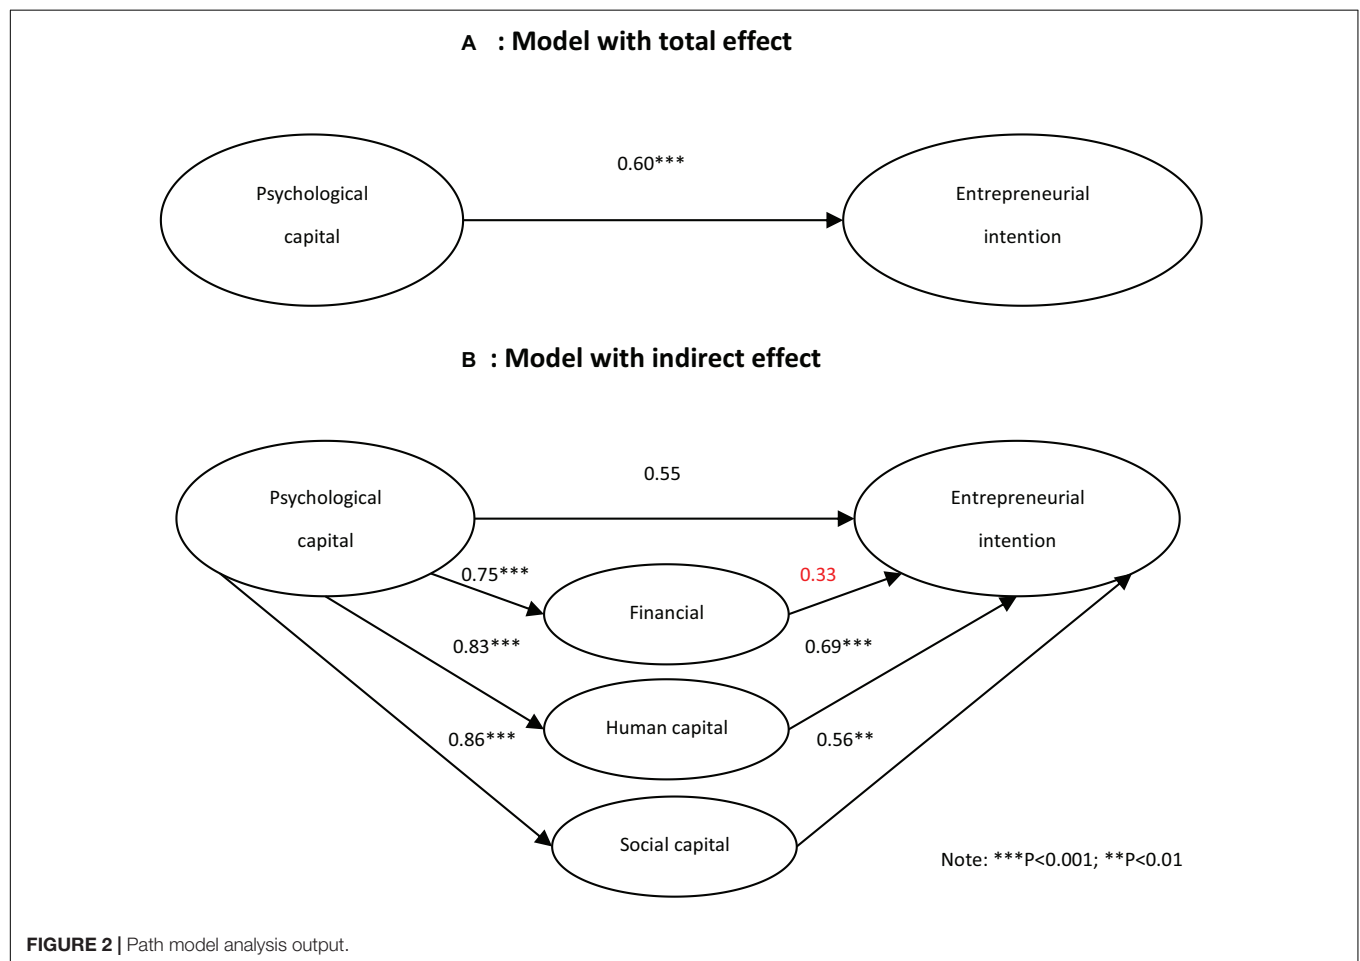 A : Model with total effect
0.60***
Psychological
capital
Entrepreneurial
intention
B : Model with indirect effect
0.55
Psychological
capital
Entrepreneurial
intention
0.75***
0.33
Financial
0.83***
0.69***
Human capital
0.86***
0.56**
Social capital
Note: ***P<0.001; **P<0.01
FIGURE 2 | Path model analysis output.